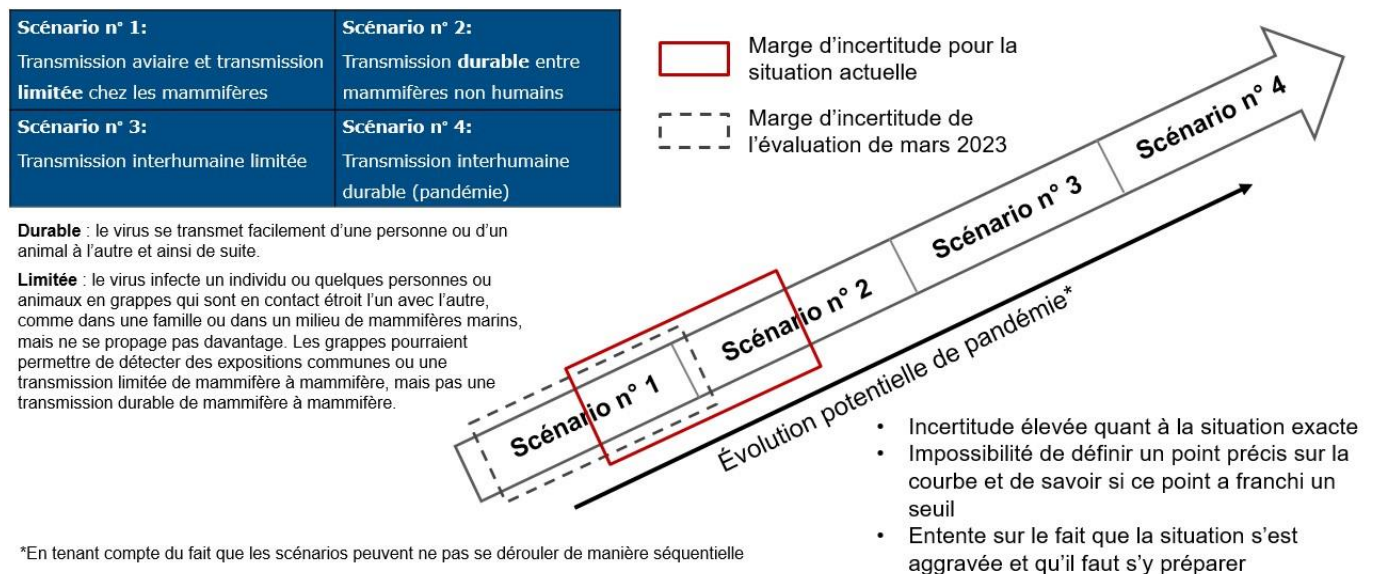 Scénario n° 1:
Transmission aviaire et transmission
limitée chez les mammifères
Scénario n° 2:
Transmission durable entre
mammifères non humains
Scénario n° 3:
Transmission interhumaine limitée
Scénario n° 4:
Transmission interhumaine
durable (pandémie)
Durable : le virus se transmet facilement d’une personne ou d’un
animal à l’autre et ainsi de suite.
Limitée : le virus infecte un individu ou quelques personnes ou
animaux en grappes qui sont en contact étroit l’un avec l’autre,
comme dans une famille ou dans un milieu de mammifères marins,
mais ne se propage pas davantage. Les grappes pourraient
permettre de détecter des expositions communes ou une
transmission limitée de mammifère à mammifère, mais pas une
transmission durable de mammifère à mammifère.
Marge d’incertitude pour la
situation actuelle
Marge d’incertitude de
l’évaluation de mars 2023
Scénario n° 1
Scénario n° 2
Scénario n° 3
Scénario n° 4
Évolution potentielle de pandémie*
• Incertitude élevée quant à la situation exacte
• Impossibilité de définir un point précis sur la
courbe et de savoir si ce point a franchi un
seuil
• Entente sur le fait que la situation s’est
aggravée et qu’il faut s’y préparer
*En tenant compte du fait que les scénarios peuvent ne pas se dérouler de manière séquentielle